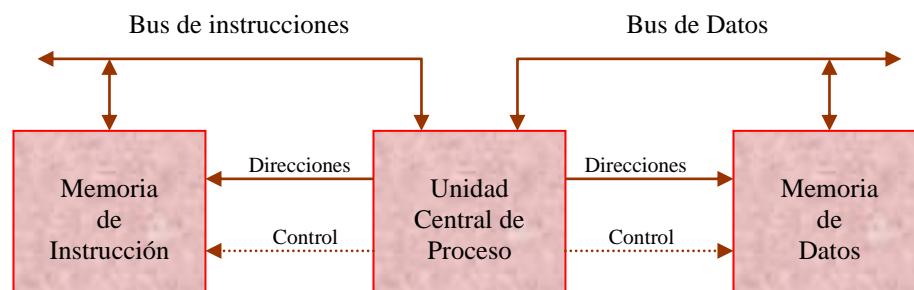 Bus de instrucciones
Bus de Datos
Memoria
de
Instrucción
Direcciones
Control
Unidad
Central de
Proceso
Direcciones
Control
Memoria
de
Datos